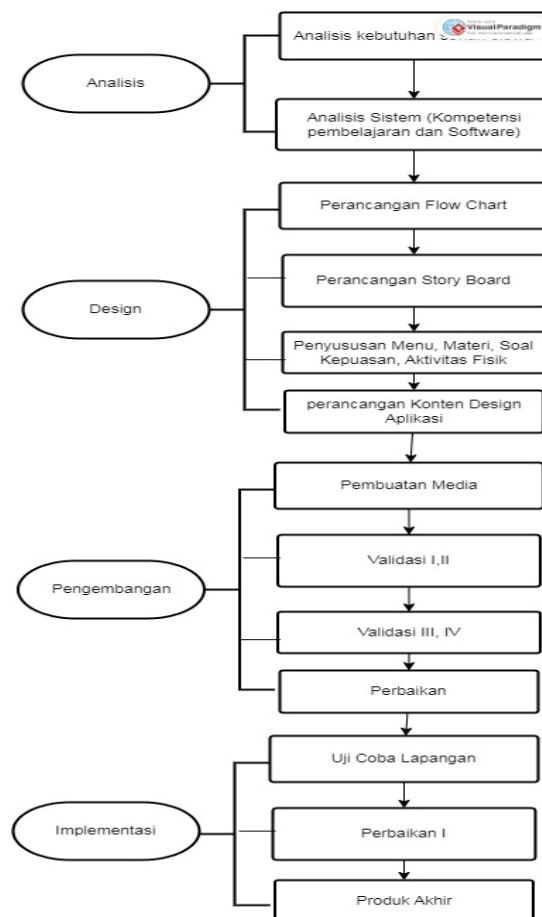 VisualParadigm
Analisis kebutuhan
Analisis
Analisis Sistem (Kompetensi
pembelajaran dan Software)
Perancangan Flow Chart
Perancangan Story Board
Design
Penyususan Menu, Materi, Soal
Kepuasan, Aktivitas Fisik
perancangan Konten Design
Aplikasi
Pembuatan Media
Validasi I,II
Pengembangan
Validasi III, IV
Perbaikan
Uji Coba Lapangan
Implementasi
Perbaikan I
Produk Akhir